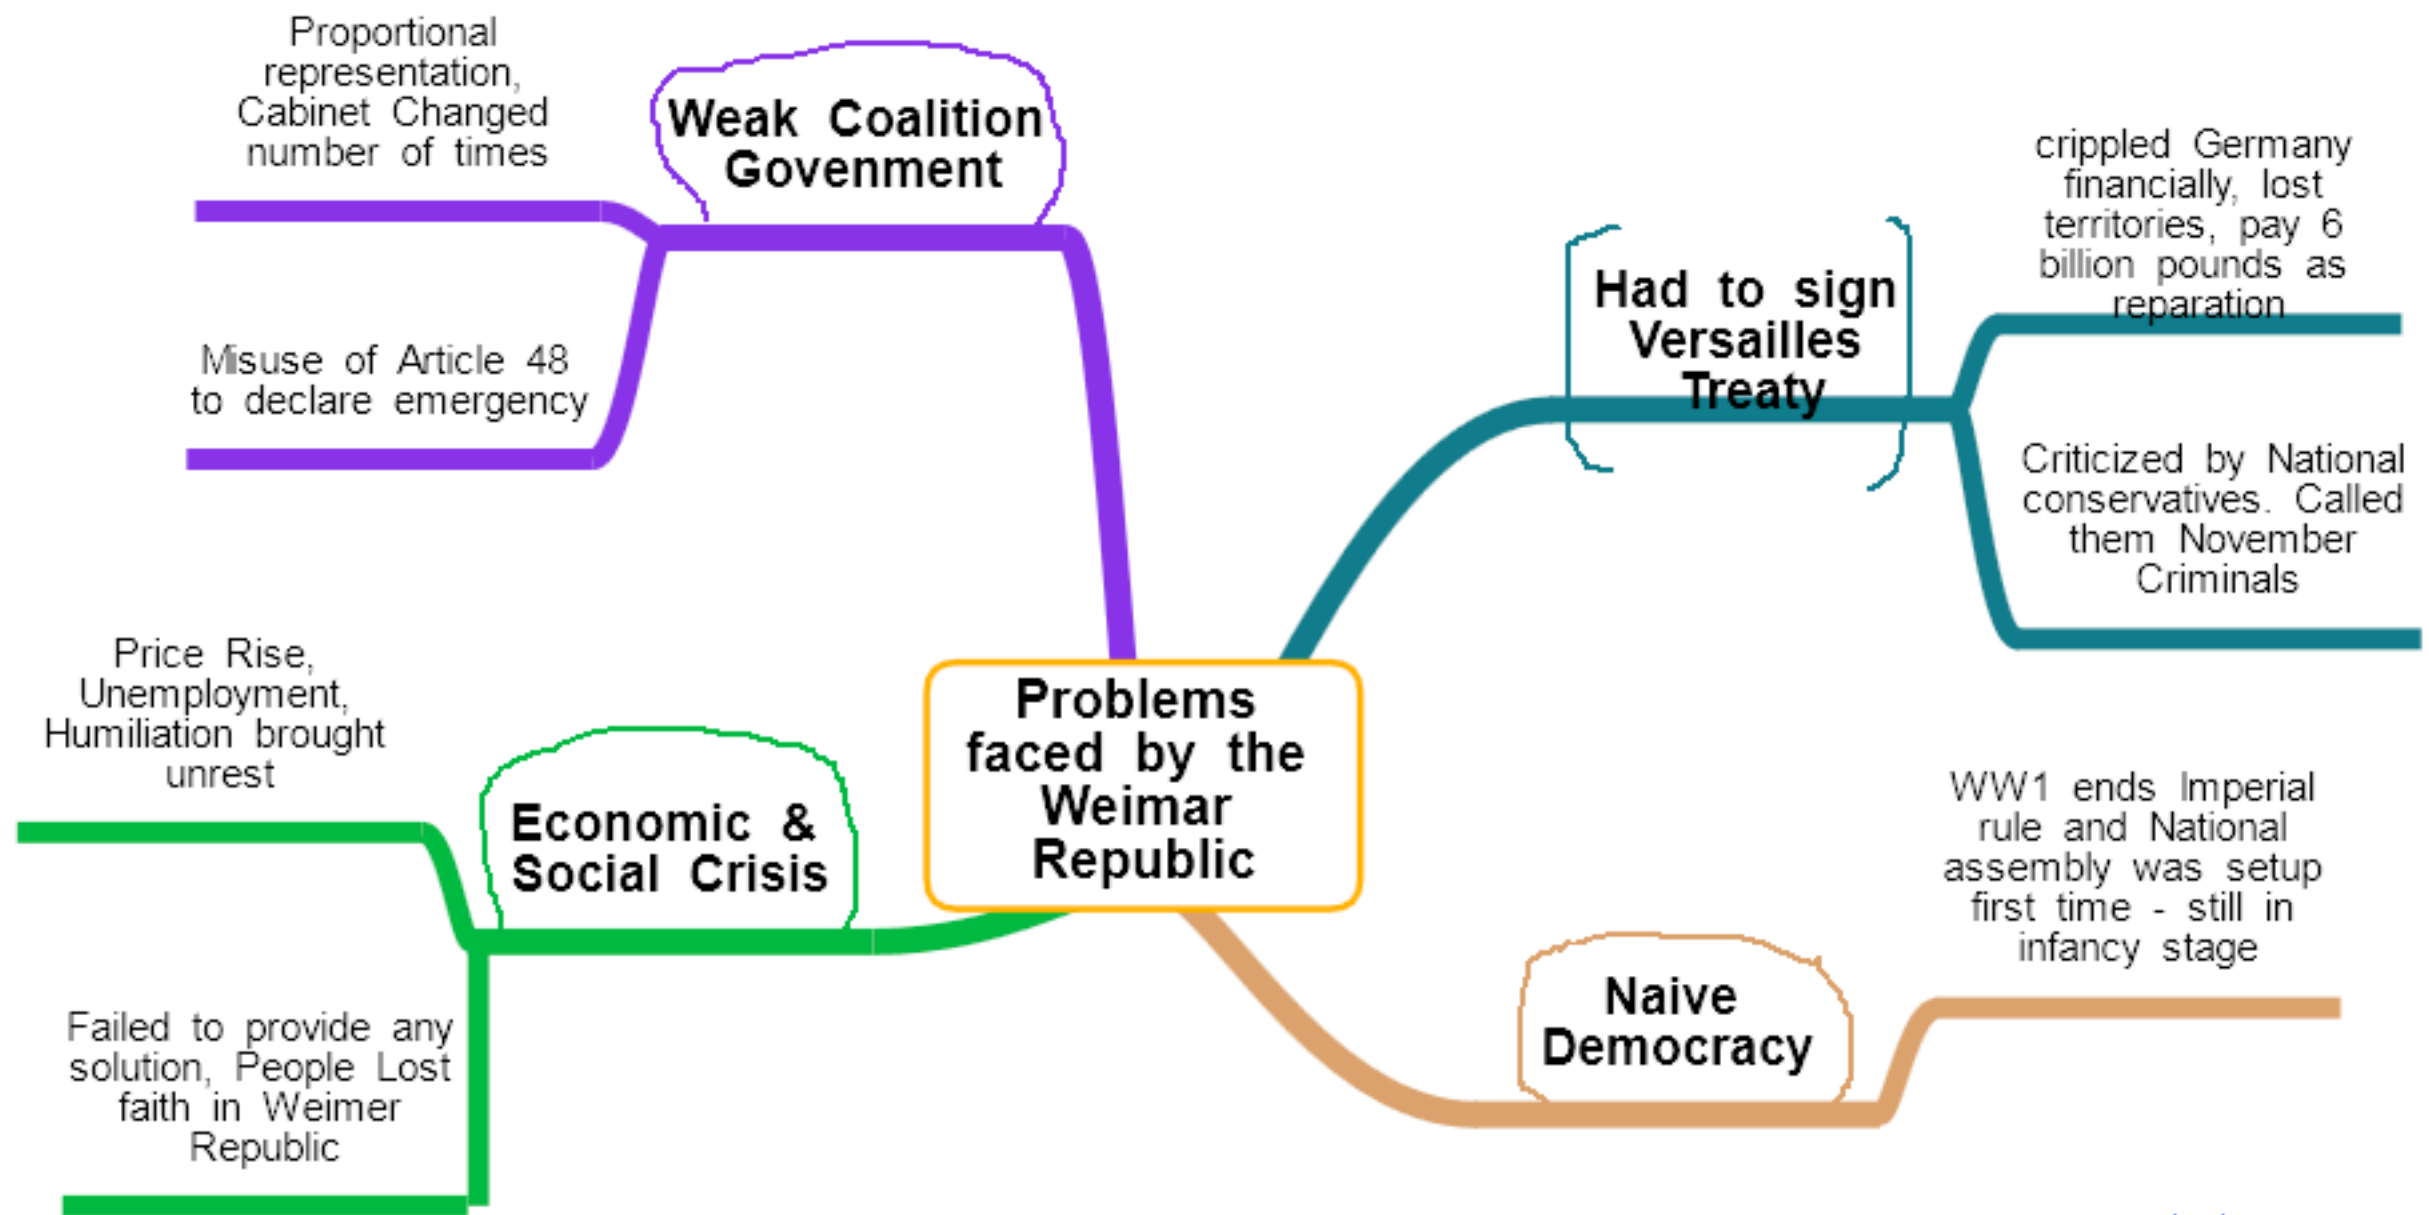 Proportional
representation,
Cabinet Changed
number of times
Weak Coalition
Govenment
Misuse of Article 48
to declare emergency
Had to sign
Versailles
Treaty
crippled Germany
financially, lost
territories, pay 6
billion pounds as
reparation
Criticized by National
conservatives. Called
them November
Criminals
Problems
faced by the
Weimar
Republic
Price Rise,
Unemployment,
Humiliation brought
unrest
Economic &
Social Crisis
Failed to provide any
solution, People Lost
faith in Weimer
Republic
Naive
Democracy
WW1 ends Imperial
rule and National
assembly was setup
first time - still in
infancy stage